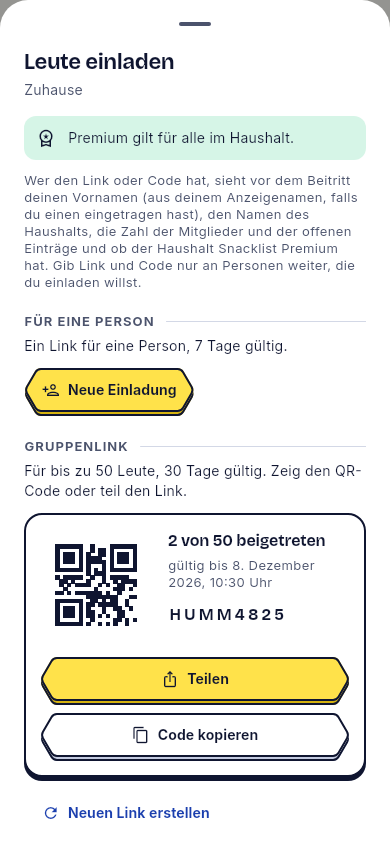 Leute einladen
Zuhause
Premium gilt für alle im Haushalt.
Wer den Link oder Code hat, sieht vor dem Beitritt
deinen Vornamen (aus deinem Anzeigenamen, falls
du einen eingetragen hast), den Namen des
Haushalts, die Zahl der Mitglieder und der offenen
Einträge und ob der Haushalt Snacklist Premium
hat. Gib Link und Code nur an Personen weiter, die
du einladen willst.
FÜR EINE PERSON
Ein Link für eine Person, 7 Tage gültig.
Neue Einladung
GRUPPENLINK
Für bis zu 50 Leute, 30 Tage gültig. Zeig den QR-
Code oder teil den Link.
2 von 50 beigetreten
gültig bis 8. Dezember
2026, 10:30 Uhr
HUMM4825
Teilen
Code kopieren
Neuen Link erstellen